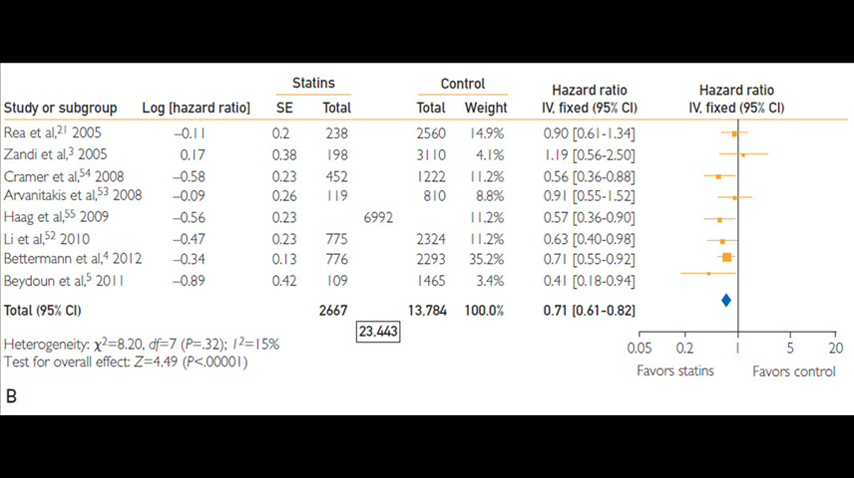 Statins Control Hazard ratio Hazard ratio
Study or subgroup Log [hazard ratio] SE Total Total Weight IV, fixed (95% CI) IV, fixed (95% CI)
Rea et al,21 2005 –0.11 0.2 238 2560 14.9% 0.90 [0.61-1.34]
Zandi et al,3 2005 0.17 0.38 198 3110 4.1% 1.19 [0.56-2.50]
Cramer et al,54 2008 –0.58 0.23 452 1222 11.2% 0.56 [0.36-0.88]
Arvanitakis et al,53 2008 –0.09 0.26 119 810 8.8% 0.91 [0.55-1.52]
Haag et al,55 2009 –0.56 0.23 6992 11.2% 0.57 [0.36-0.90]
Li et al,52 2010 –0.47 0.23 775 2324 11.2% 0.63 [0.40-0.98]
Bettermann et al,4 2012 –0.34 0.13 776 2293 35.2% 0.71 [0.55-0.92]
Beydoun et al,5 2011 –0.89 0.42 109 1465 3.4% 0.41 [0.18-0.94]
Total (95% CI) 2667 13,784 100.0% 0.71 [0.61-0.82]
23,443
Heterogeneity: χ2=8.20, df=7 (P=.32); I2=15%
Test for overall effect: Z=4.49 (P<.00001)
0.05 0.2 1 5 20
Favors statins Favors control
B